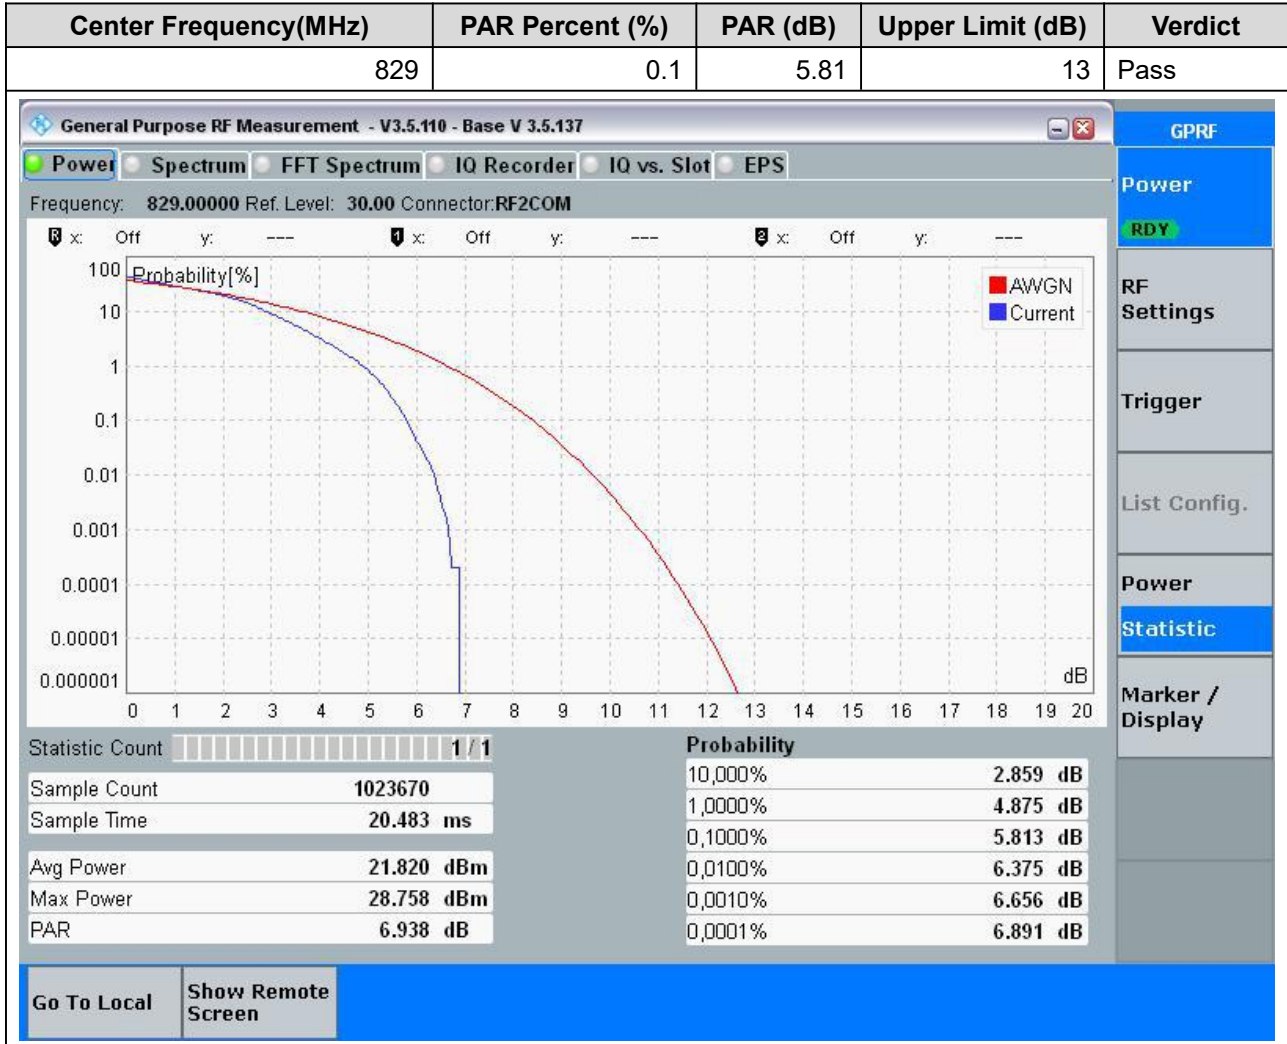 Center Frequency(MHz) PAR Percent (%) PAR (dB) Upper Limit (dB) Verdict
829 0.1 5.81 13 Pass
General Purpose RF Measurement - V3.5.110 - Base V 3.5.137
GPRF
Power Spectrum FFT Spectrum IQ Recorder IQ vs. Slot EPS
Power
RDY
Frequency: 829.00000 Ref. Level: 30.00 Connector:RF2COM
R x: Off y: --- 1 x: Off y: --- 2 x: Off y: ---
100 Probability[%]
AWGN
Current
RF
Settings
10
1
Trigger
0.1
0.01
List Config.
0.001
0.0001
Power
0.00001
Statistic
0.000001
dB
Marker /
Display
0 1 2 3 4 5 6 7 8 9 10 11 12 13 14 15 16 17 18 19 20
Statistic Count 1 / 1
Probability
Sample Count 1023670
Sample Time 20.483 ms
Avg Power 21.820 dBm
Max Power 28.758 dBm
PAR 6.938 dB
10,000% 2.859 dB
1,0000% 4.875 dB
0,1000% 5.813 dB
0,0100% 6.375 dB
0,0010% 6.656 dB
0,0001% 6.891 dB
Go To Local
Show Remote
Screen